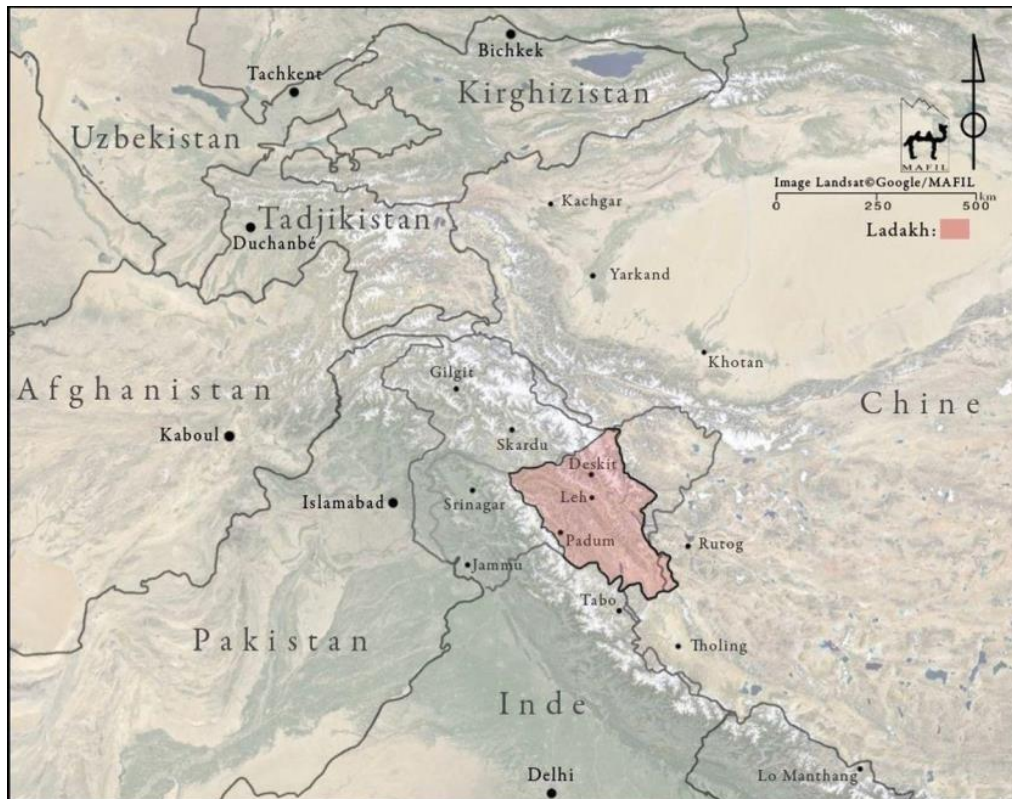 Bichkek
Tachkent
Kirghizistan
Uzbekistan
MAFIL
Image Landsat©Google/MAFIL
0 250 500 km
Kachgar
Tadjikistan
Ladakh:
Duchanbé
Yarkand
Khotan
Gilgit
Afghanistan
Chine
Kaboul
Skardu
Deskit
Islamabad
Srinagar
Leh
Padum
Rutog
Jammu
Tabo
Pakistan
Tholing
Inde
Delhi
Lo Manthang